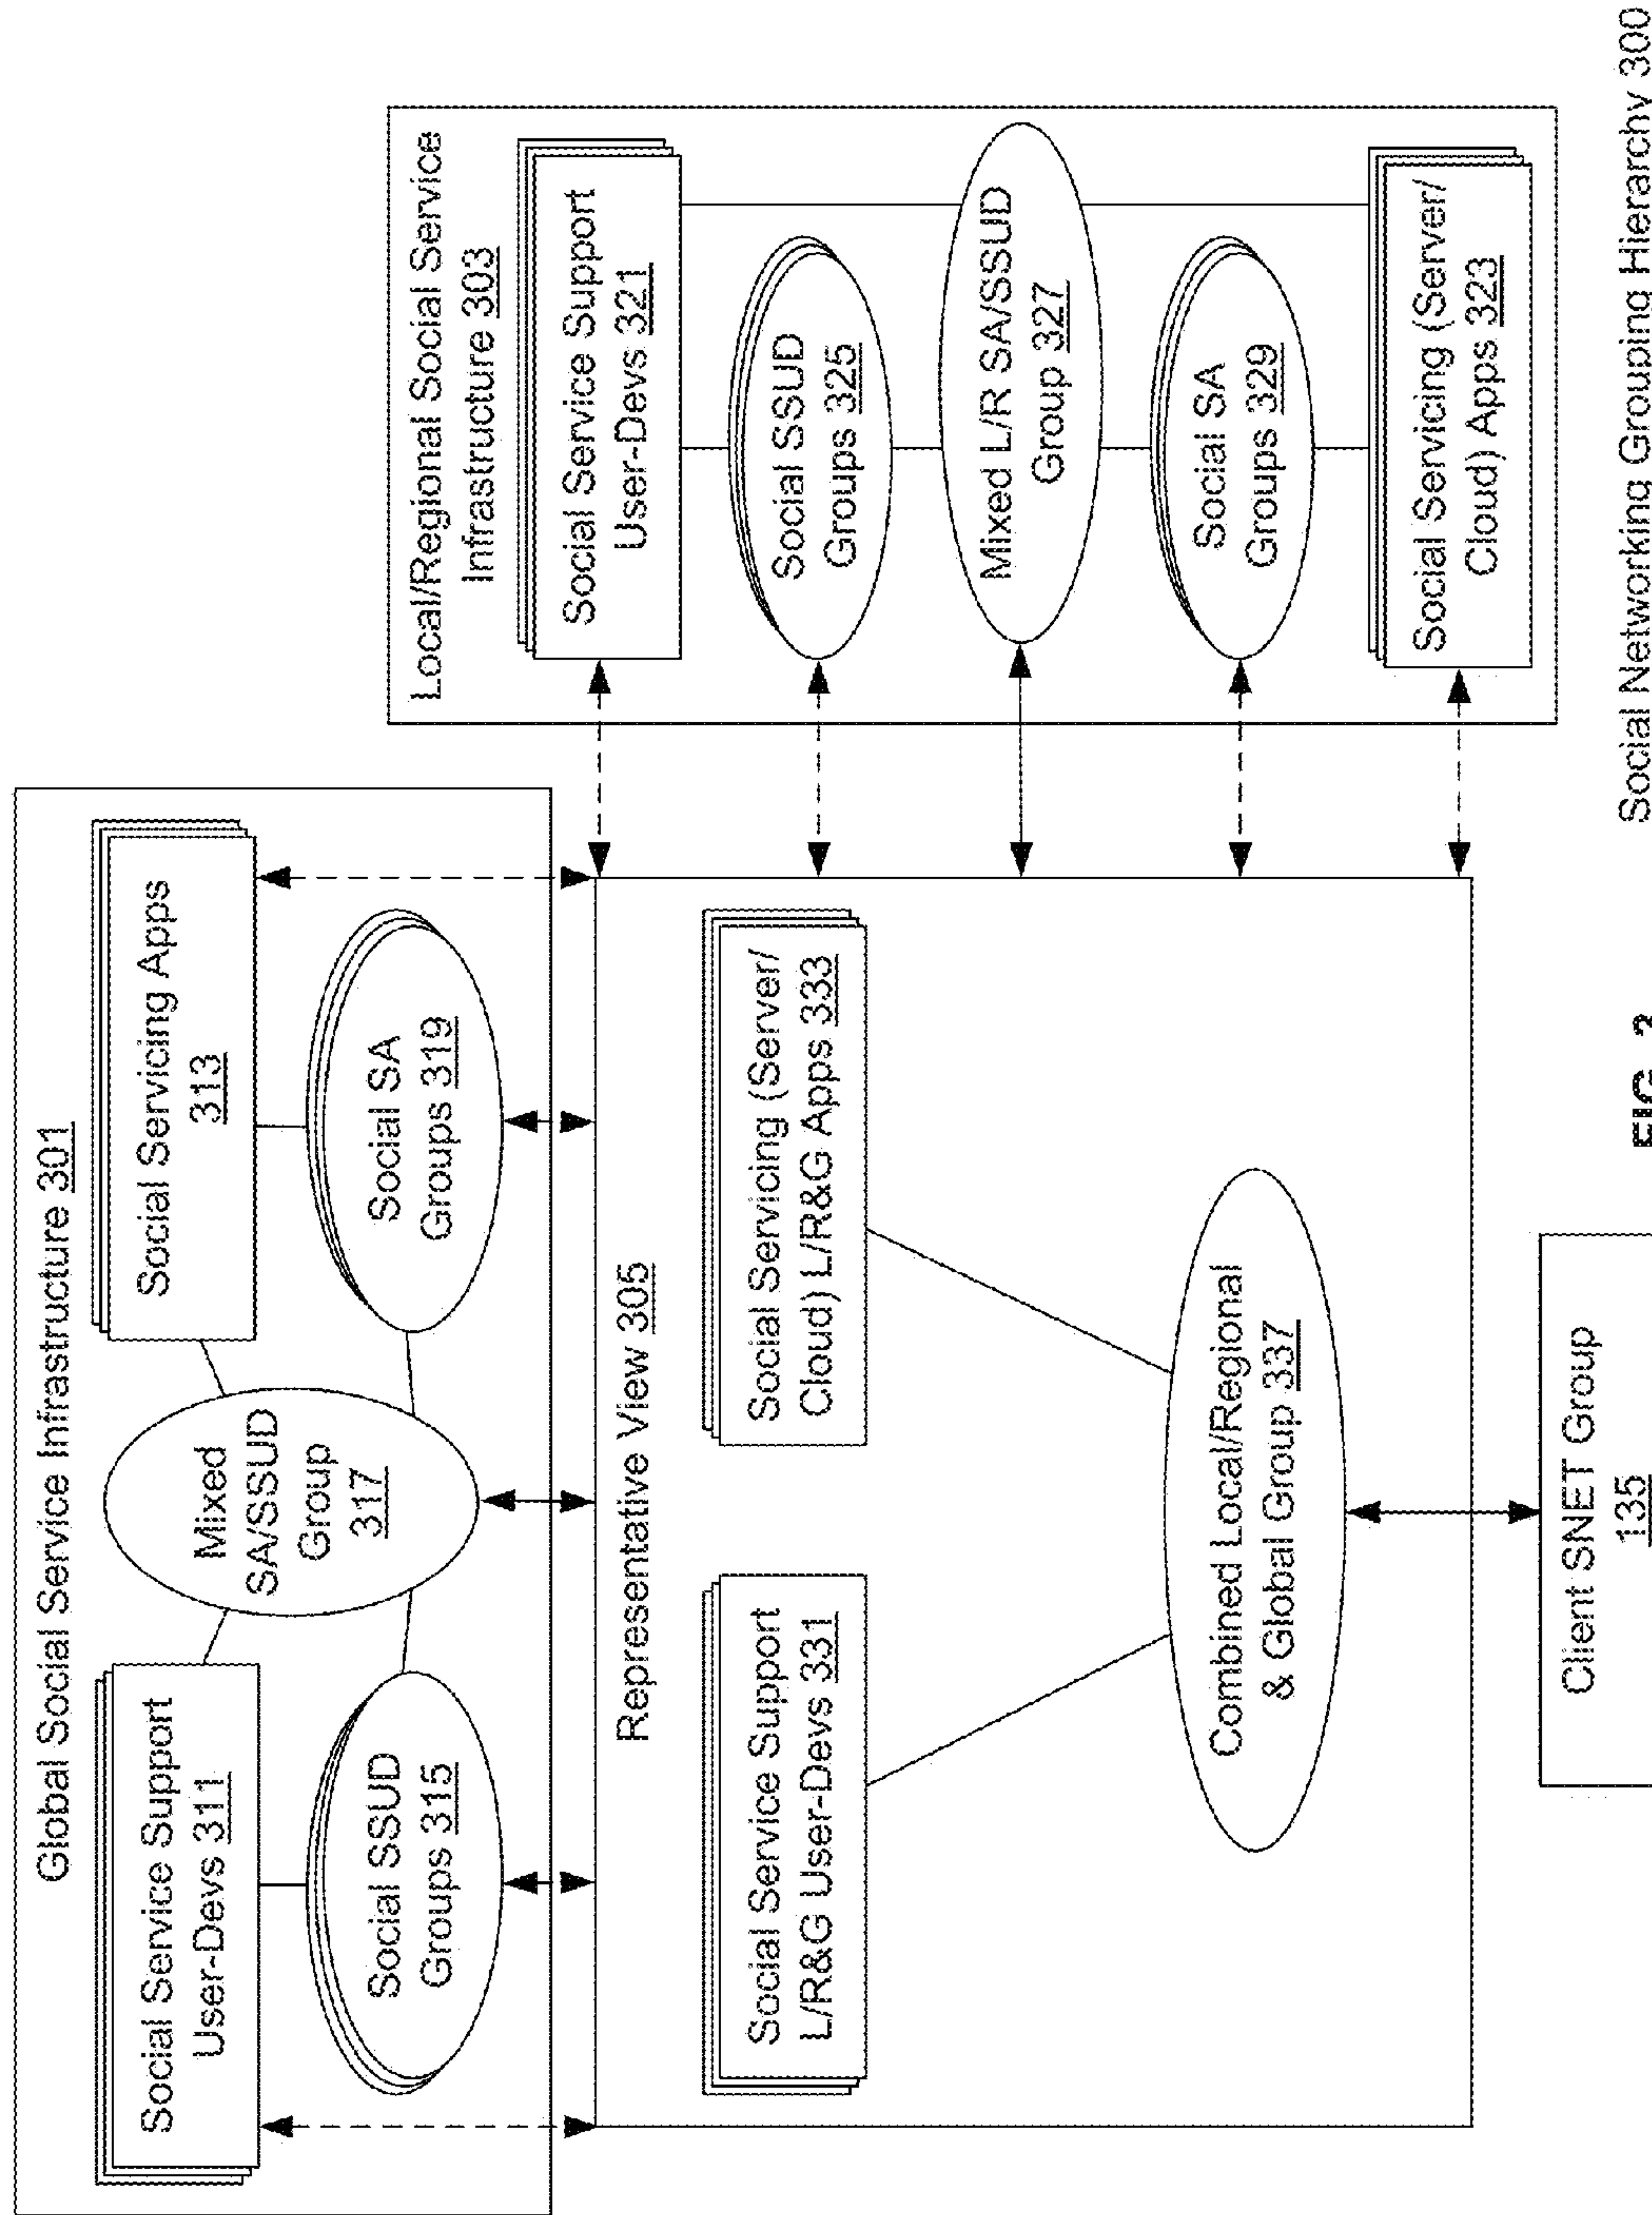 Global Social Service Infrastructure 301
Social Service Support
User-Devs 311
Mixed
SA/SSUD
Group
317
Social Servicing Apps
313
Social SSUD
Groups 315
Social SA
Groups 319
Representative View 305
Social Service Support
L/R&G User-Devs 331
Social Servicing (Server/
Cloud) L/R&G Apps 333
Combined Local/Regional
& Global Group 337
Client SNET Group
135
Local/Regional Social Service
Infrastructure 303
Social Service Support
User-Devs 321
Social SSUD
Groups 325
Mixed L/R SA/SSUD
Group 327
Social SA
Groups 329
Social Servicing (Server/
Cloud) Apps 323
FIG.
Social Networking Grouping Hierarchy 300